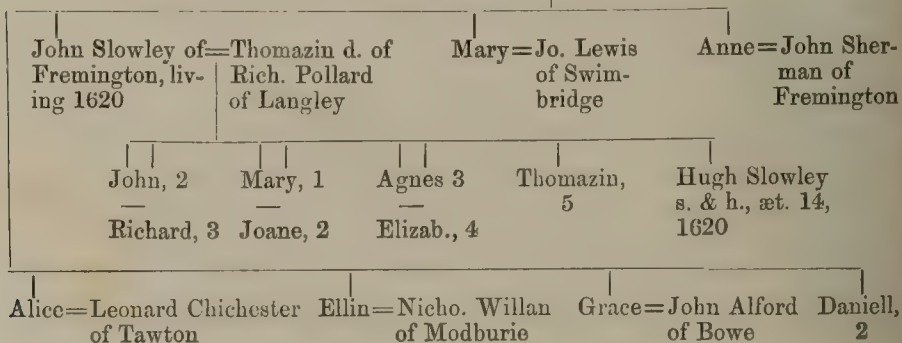 John Slowley of=Thomazin d. of Mary=Jo. Lewis Anne=John Sher-
Fremington, liv- Rich. Pollard of Swim- man of
ing 1620 of Langley bridge Fremington
John, 2 Mary, 1 Agnes 3 Thomazin, Hugh Slowley
— — — 5 s. & h., æt. 14,
Richard, 3 Joane, 2 Elizab., 4 1620
Alice=Leonard Chichester Ellin=Nicho. Willan Grace=John Alford Daniell,
of Tawton of Modburie of Bowe 2